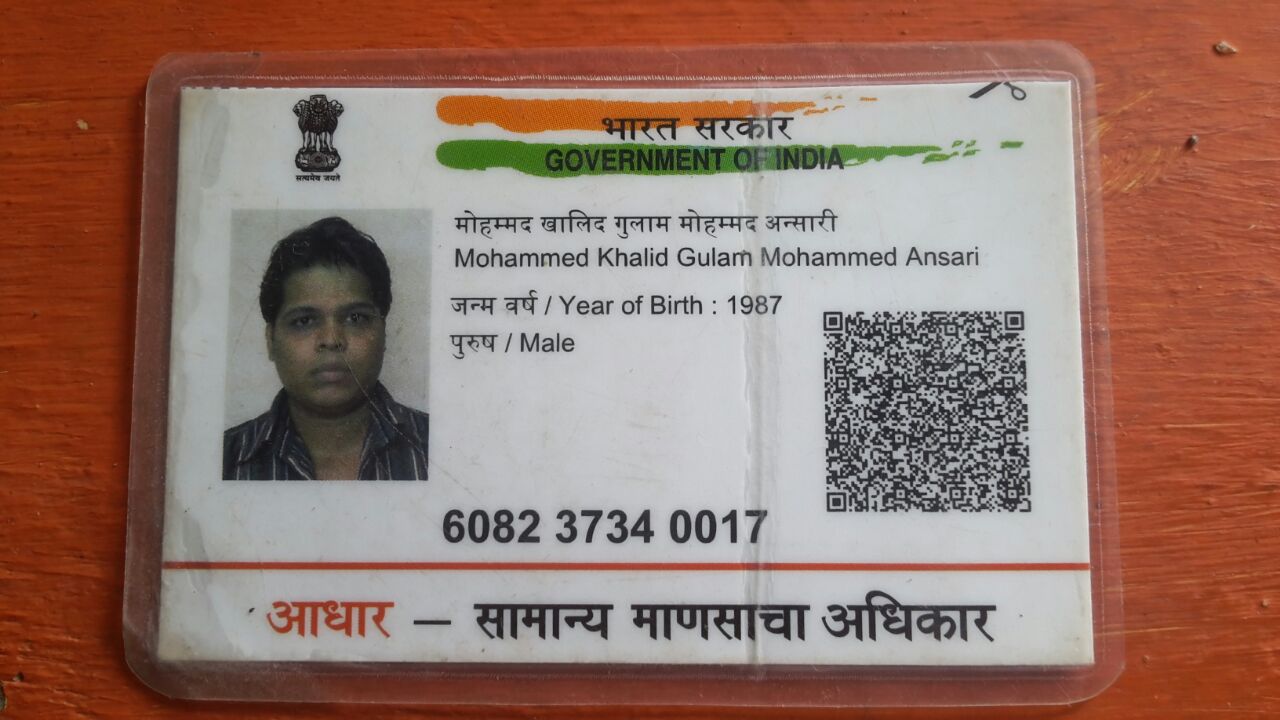 भारत सरकार
GOVERNMENT OF INDIA
सत्यमेव जयते
मोहम्मद खालिद गुलाम मोहम्मद अन्सारी
Mohammed Khalid Gulam Mohammed Ansari
जन्म वर्ष / Year of Birth : 1987
पुरुष / Male
6082 3734 0017
आधार — सामान्य माणसाचा अधिकार